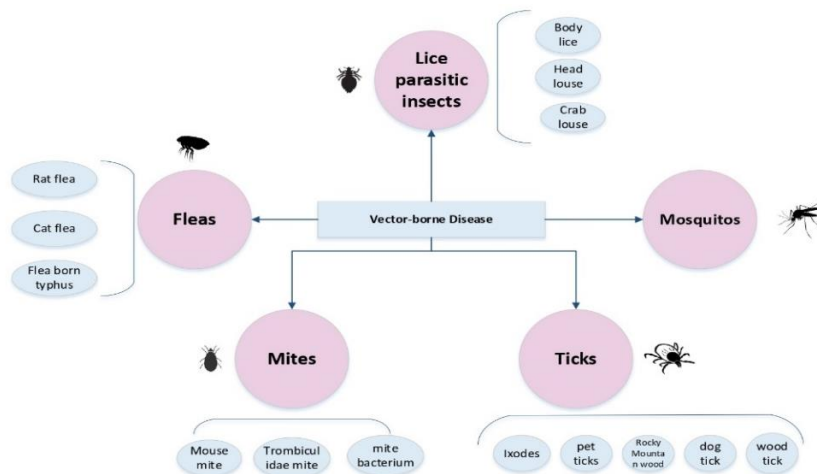 Lice
parasitic
insects
Body
lice
Head
louse
Crab
louse
Rat flea
Cat flea
Flea born
typhus
Fleas
Vector-borne Disease
Mosquitos
Mites
Ticks
Mouse
mite
Trombicul
idae mite
mite
bacterium
Ixodes
pet
ticks
Rocky
Mounta
n wood
dog
tick
wood
tick